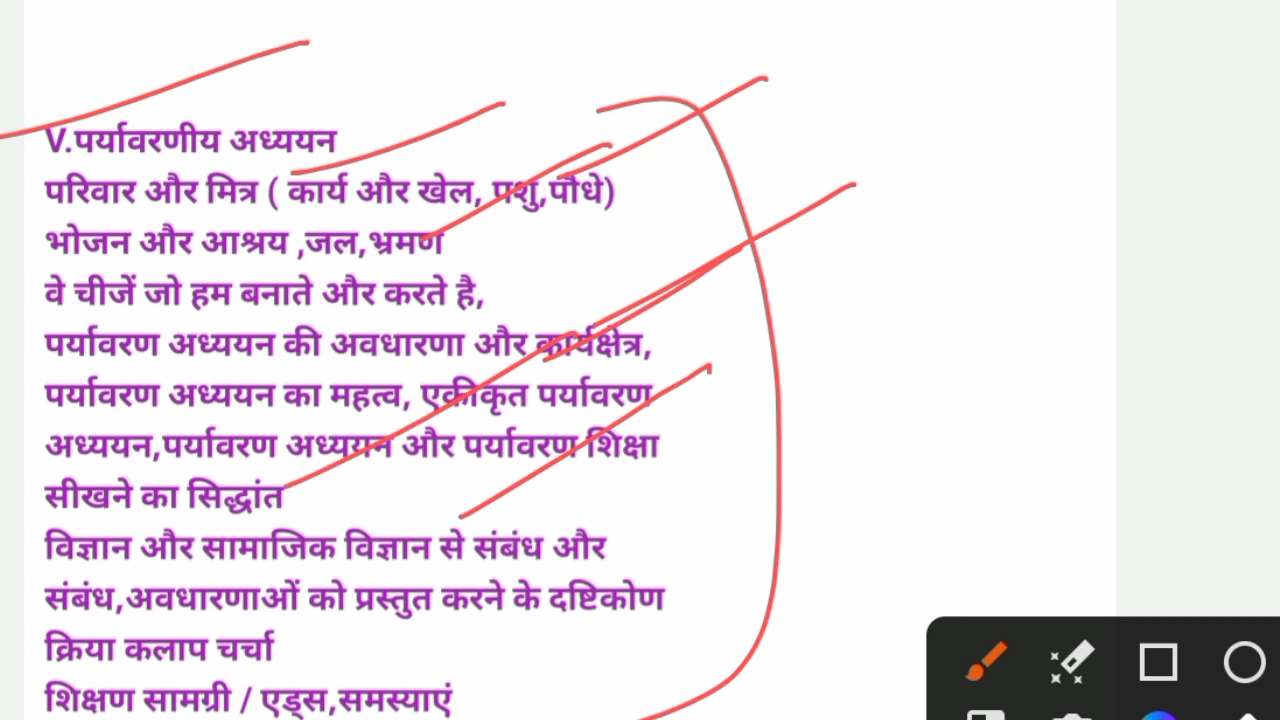 V.पर्यावरणीय अध्ययन
परिवार और मित्र ( कार्य और खेल, पशु,पौधे)
भोजन और आश्रय ,जल,भ्रमण
वे चीजें जो हम बनाते और करते है,
पर्यावरण अध्ययन की अवधारणा और कार्यक्षेत्र,
पर्यावरण अध्ययन का महत्व, एकीकृत पर्यावरण
अध्ययन,पर्यावरण अध्ययन और पर्यावरण शिक्षा
सीखने का सिद्धांत
विज्ञान और सामाजिक विज्ञान से संबंध और
संबंध,अवधारणाओं को प्रस्तुत करने के दष्टिकोण
क्रिया कलाप चर्चा
शिक्षण सामग्री / एड्स,समस्याएं